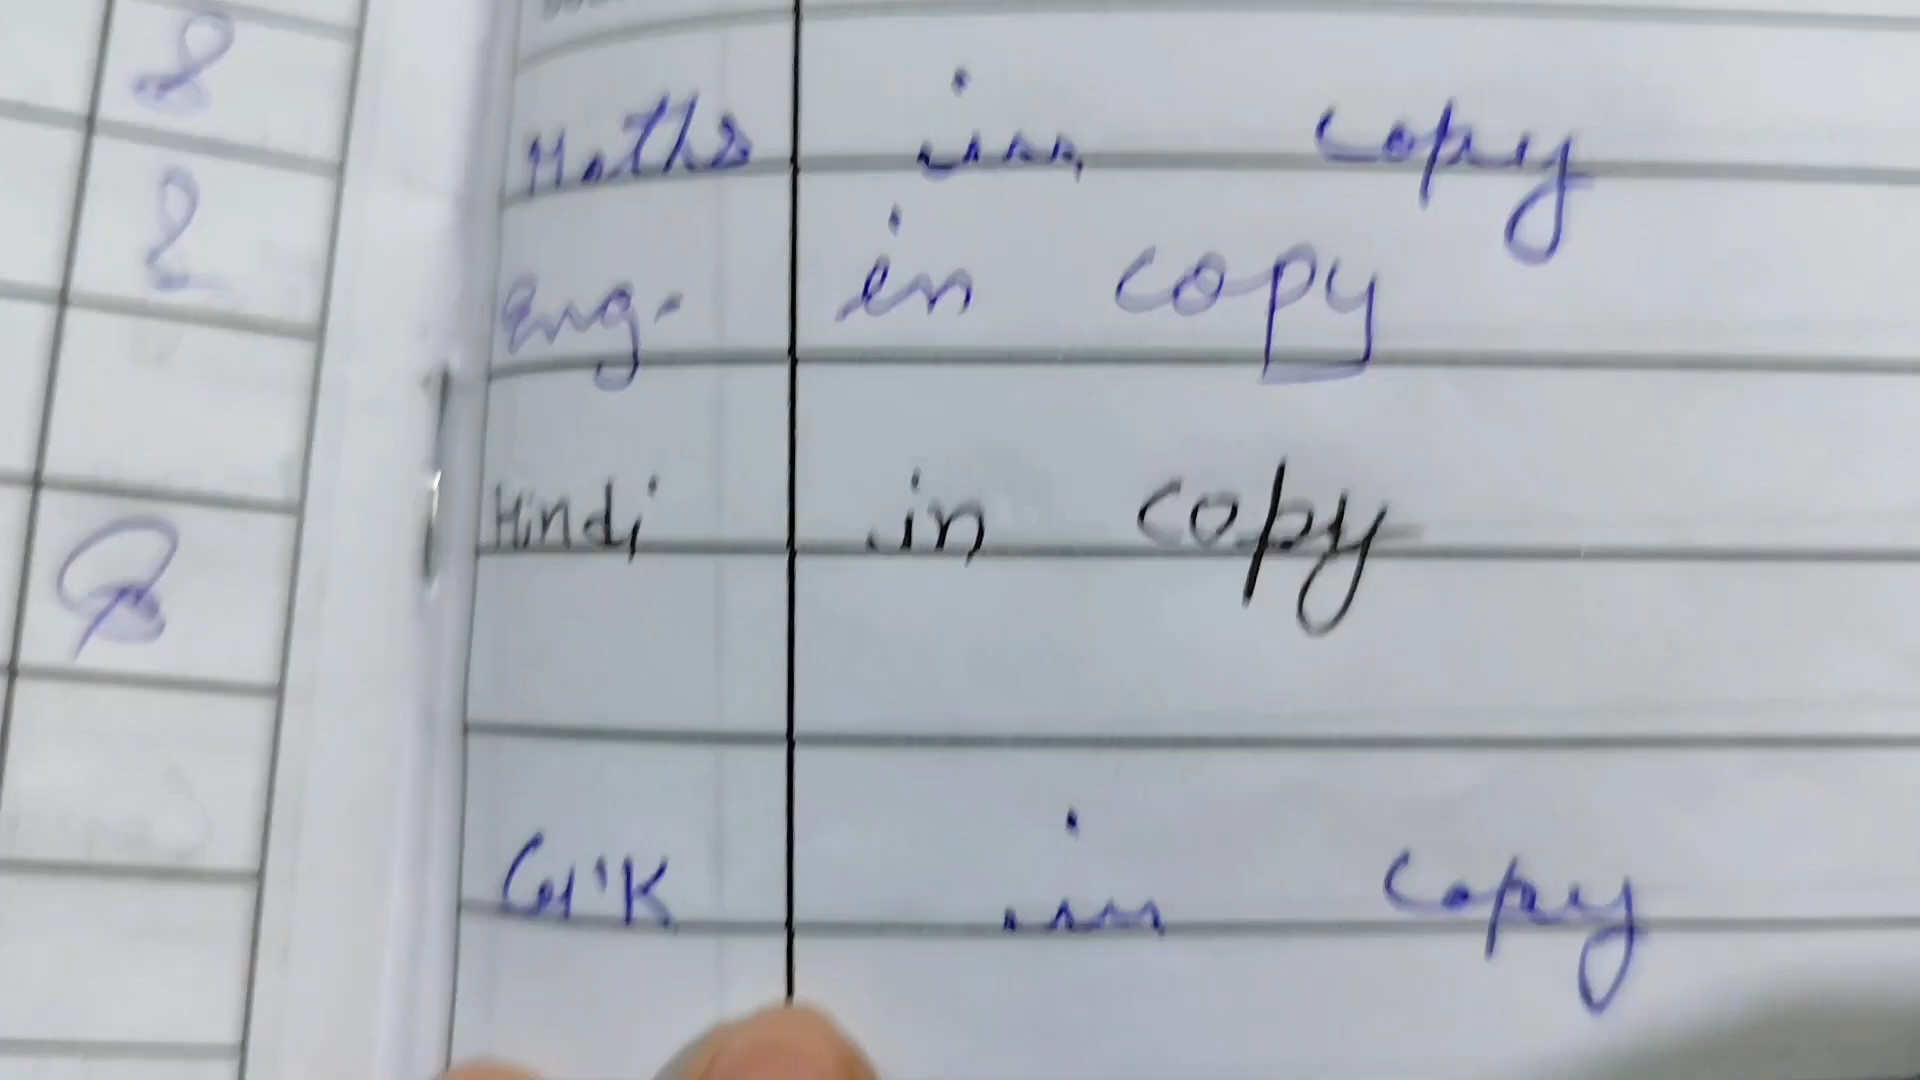 Maths in copy
Eng. in copy
Hindi in copy
G.K in copy